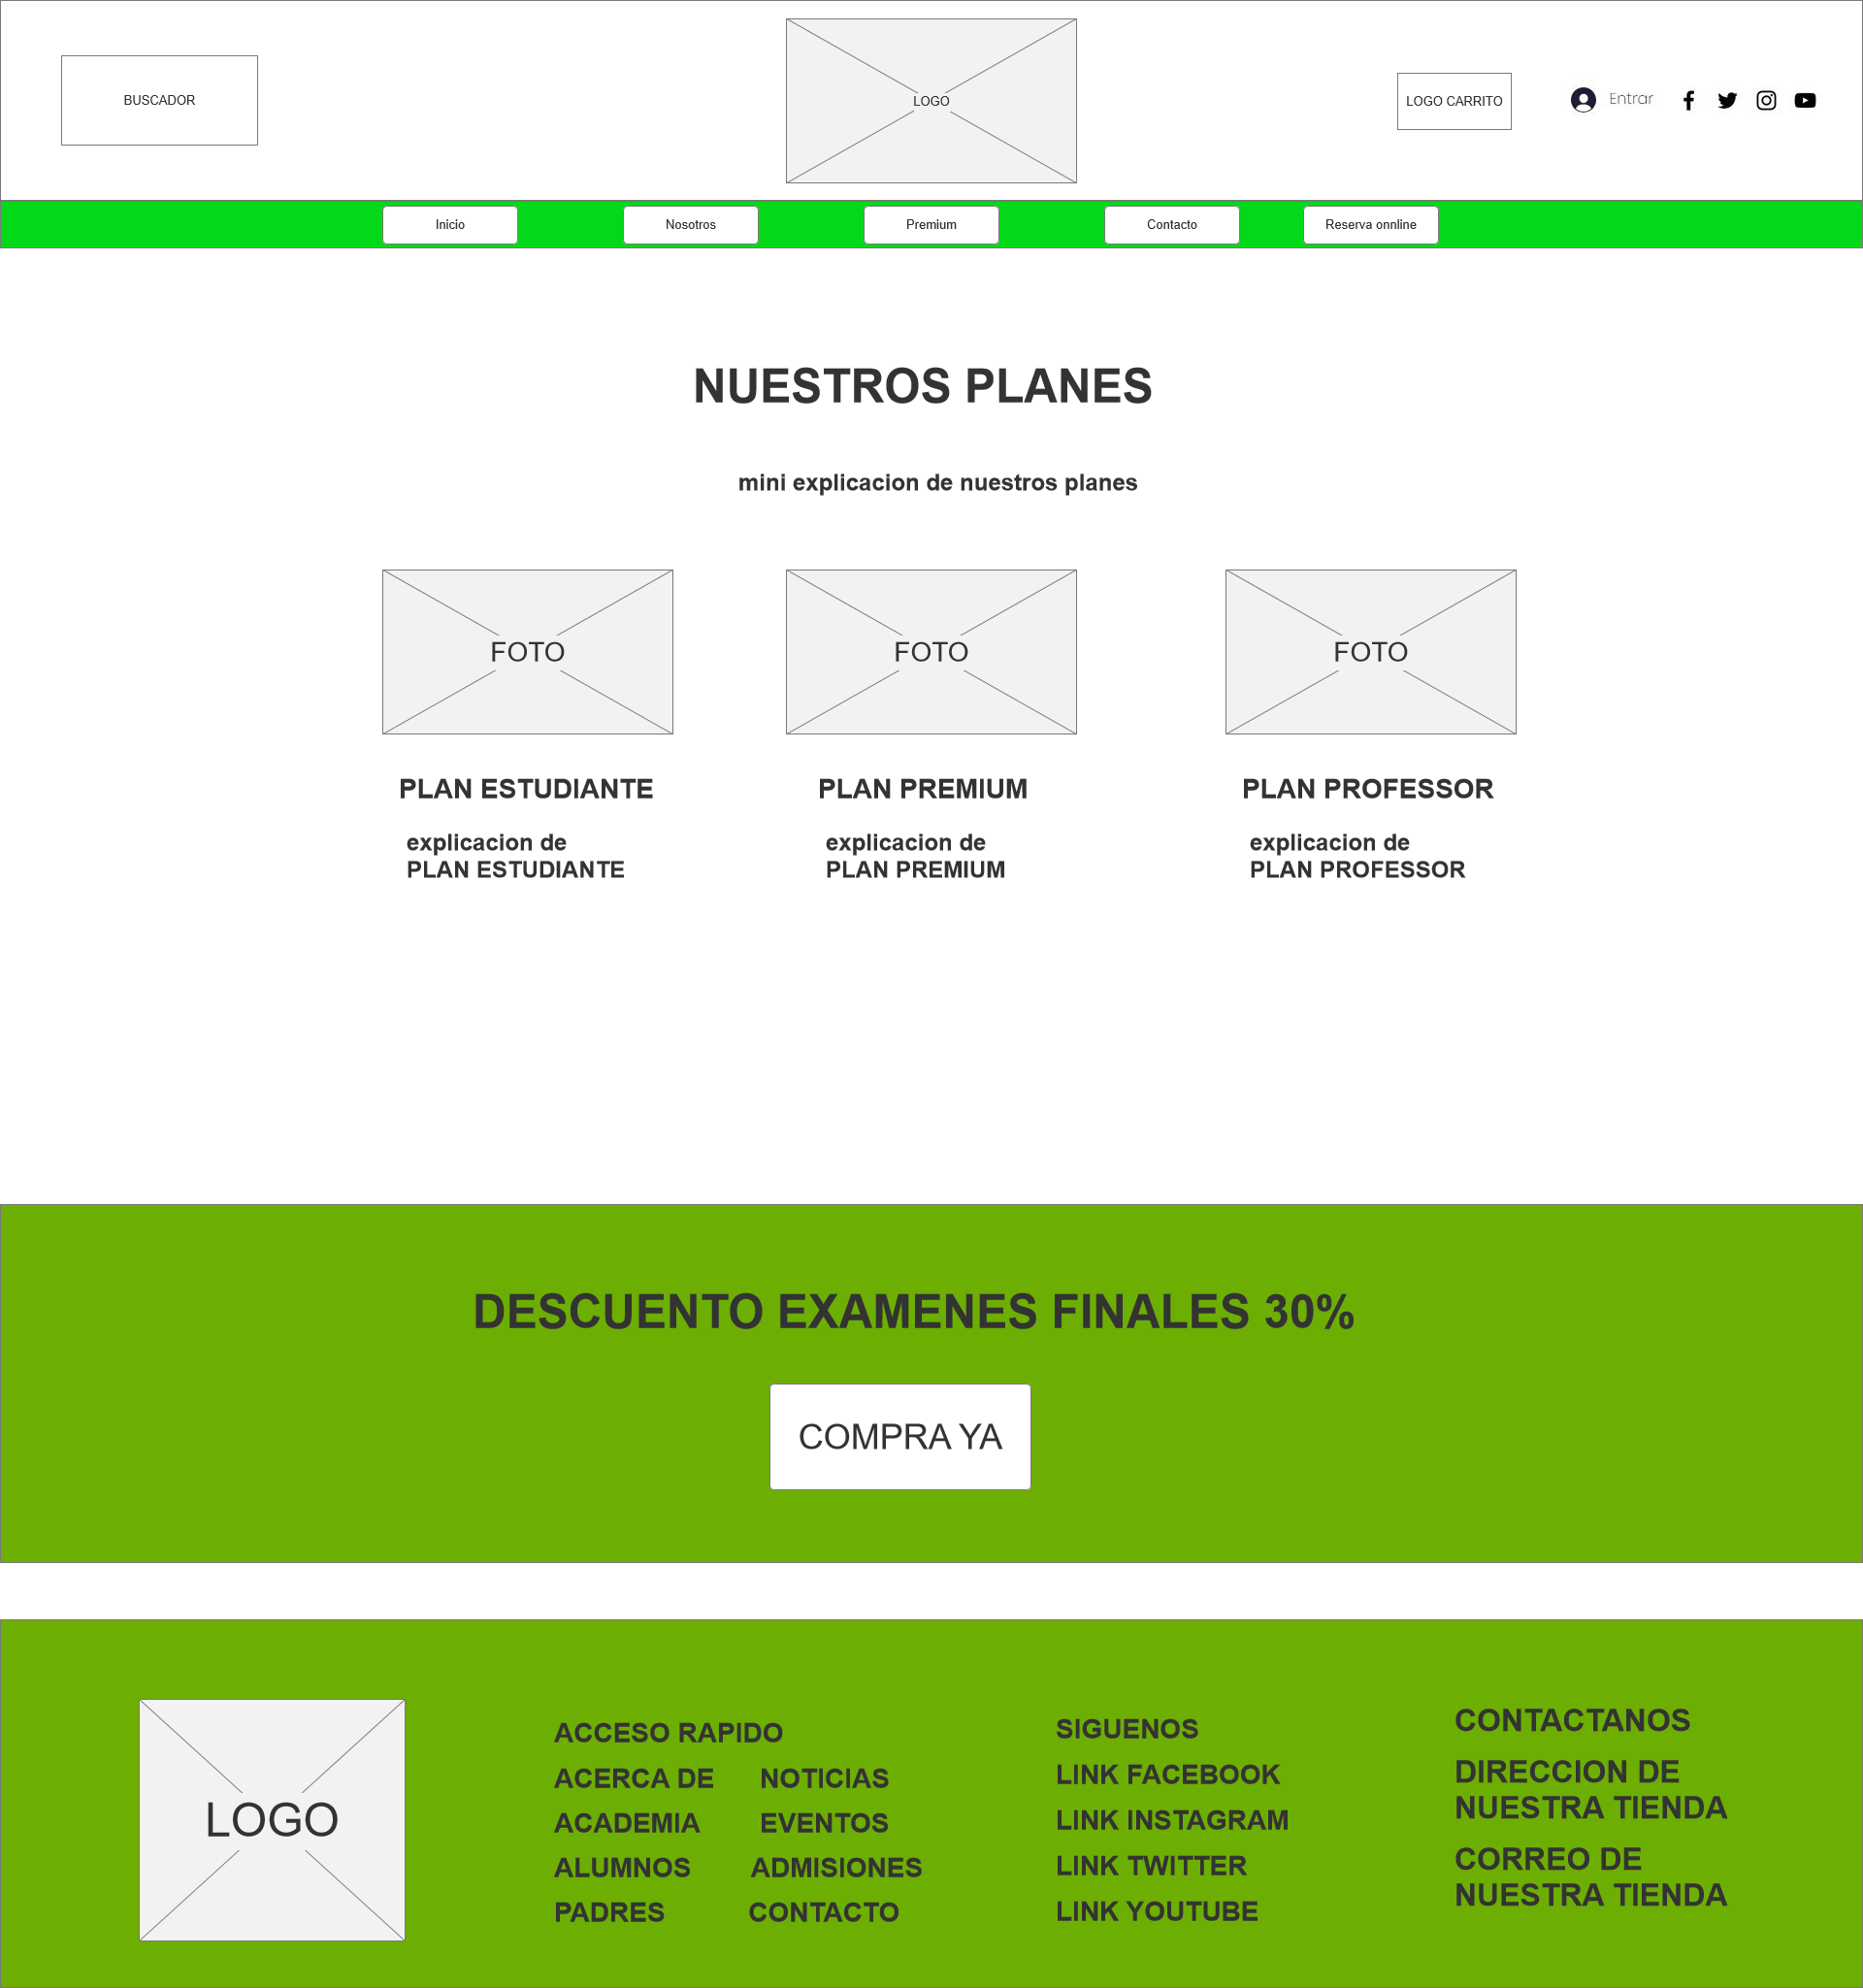 BUSCADOR
LOGO
LOGO CARRITO
Entrar
Inicio
Nosotros
Premium
Contacto
Reserva onnline
NUESTROS PLANES
mini explicacion de nuestros planes
FOTO
FOTO
FOTO
PLAN ESTUDIANTE
explicacion de
PLAN ESTUDIANTE
PLAN PREMIUM
explicacion de
PLAN PREMIUM
PLAN PROFESSOR
explicacion de
PLAN PROFESSOR
DESCUENTO EXAMENES FINALES 30%
COMPRA YA
LOGO
ACCESO RAPIDO
ACERCA DE NOTICIAS
ACADEMIA EVENTOS
ALUMNOS ADMISIONES
PADRES CONTACTO
SIGUENOS
LINK FACEBOOK
LINK INSTAGRAM
LINK TWITTER
LINK YOUTUBE
CONTACTANOS
DIRECCION DE
NUESTRA TIENDA
CORREO DE
NUESTRA TIENDA